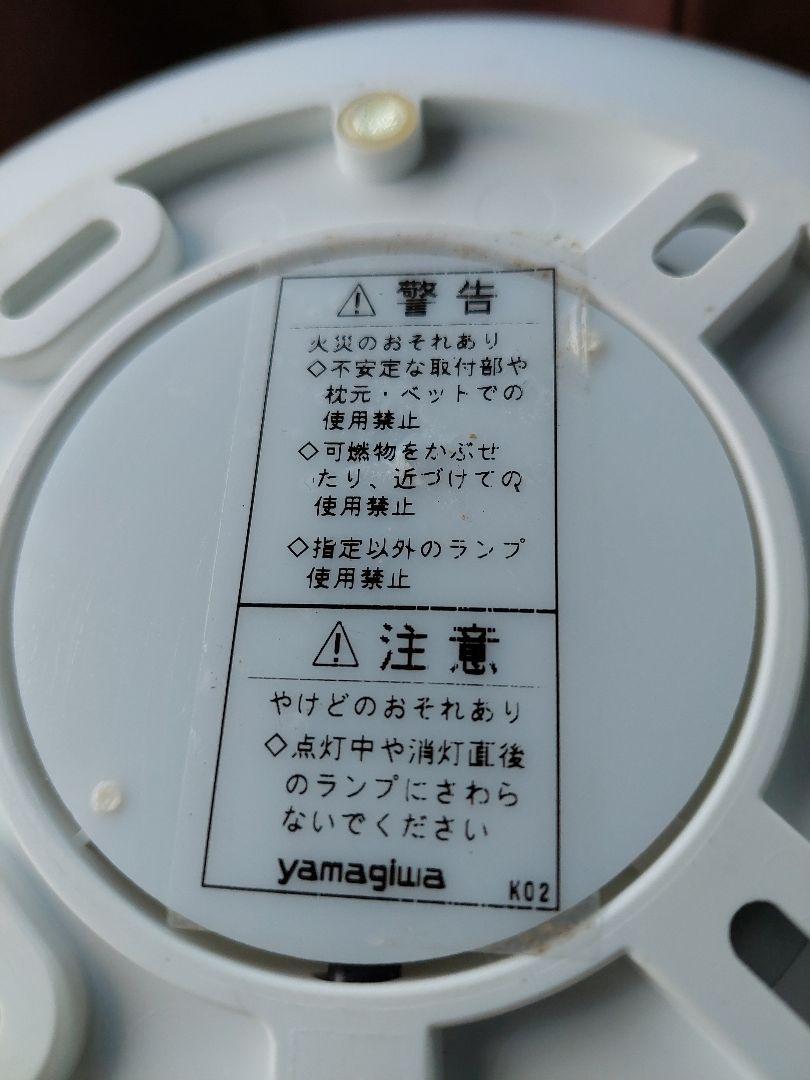 ⚠ 警告
火災のおそれあり
◇不安定な取付部や
枕元・ベットでの
使用禁止
◇可燃物をかぶせ
たり、近づけての
使用禁止
◇指定以外のランプ
使用禁止
⚠ 注意
やけどのおそれあり
◇点灯中や消灯直後
のランプにさわら
ないでください
yamagiwa K02